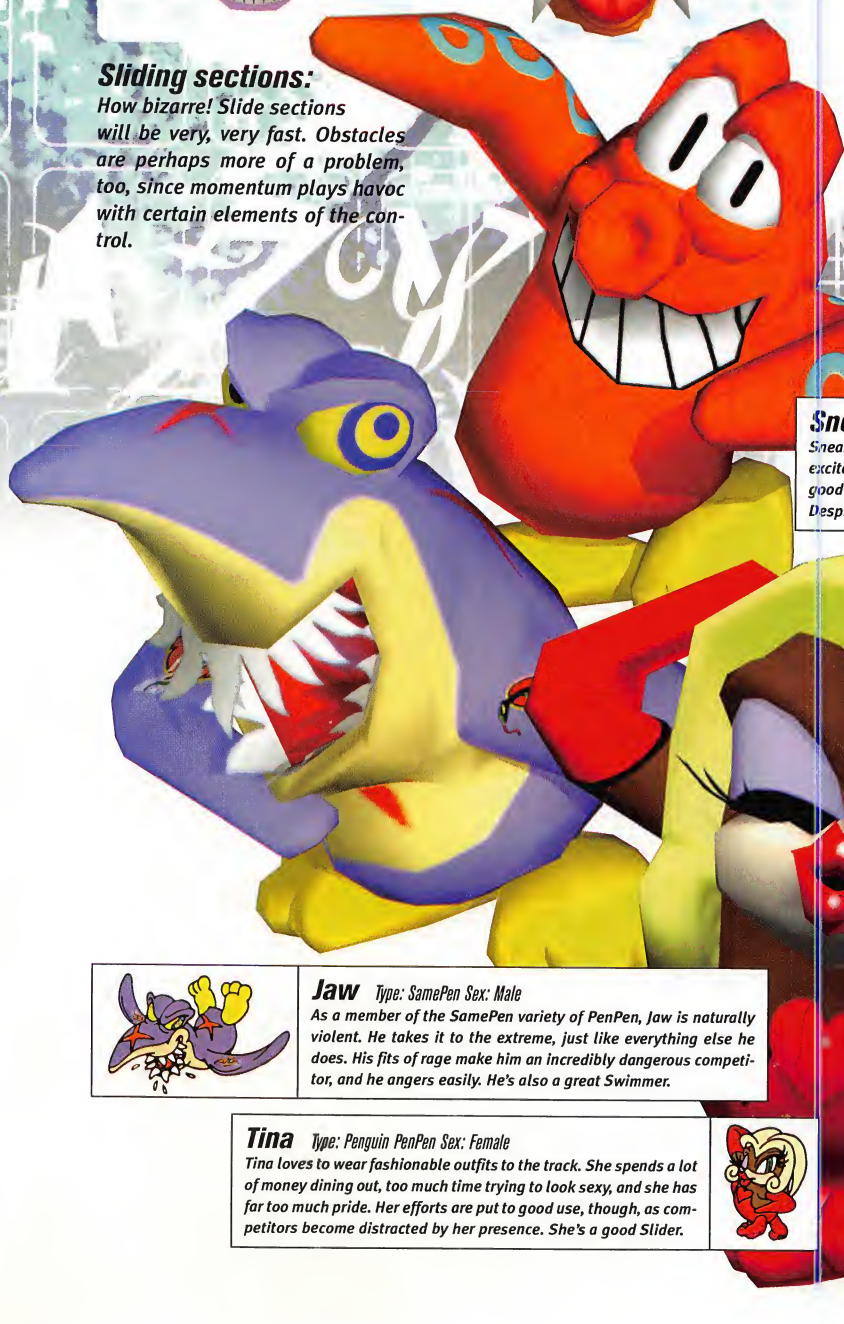 Sliding sections:
How bizarre! Slide sections
will be very, very fast. Obstacles
are perhaps more of a problem,
too, since momentum plays havoc
with certain elements of the con-
trol.
Sne
Snea
excite
good
Desp
Jaw Type: SamePen Sex: Male
As a member of the SamePen variety of PenPen, Jaw is naturally
violent. He takes it to the extreme, just like everything else he
does. His fits of rage make him an incredibly dangerous competi-
tor, and he angers easily. He's also a great Swimmer.
Tina Type: Penguin PenPen Sex: Female
Tina loves to wear fashionable outfits to the track. She spends a lot
of money dining out, too much time trying to look sexy, and she has
far too much pride. Her efforts are put to good use, though, as com-
petitors become distracted by her presence. She's a good Slider.